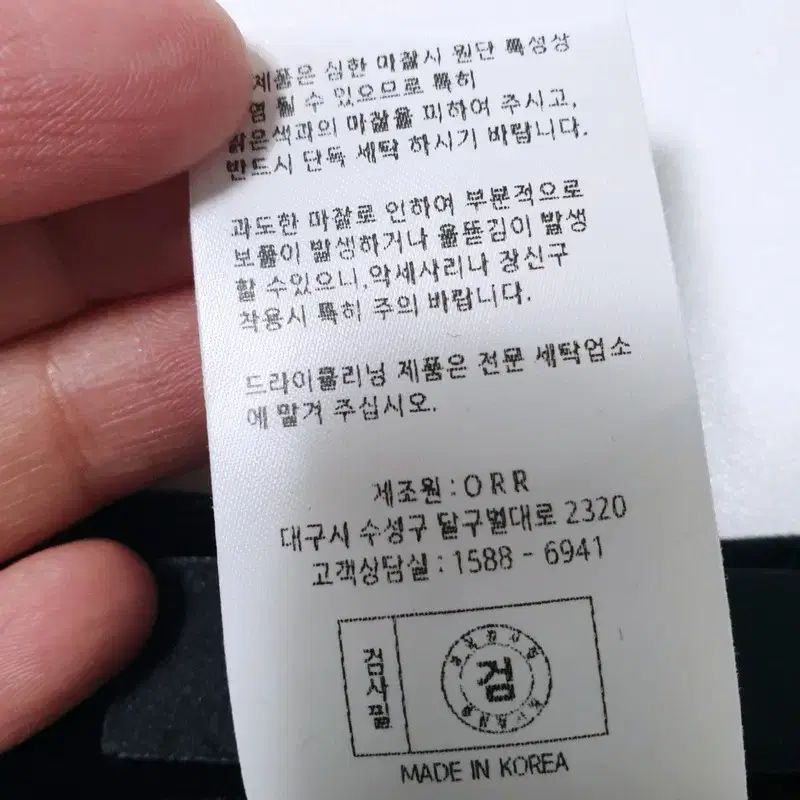 제품은 심한 마찰시 원단 특성상
염 될 수 있으므로 특히
밝은색과의 마찰을 피하여 주시고,
반드시 단독 세탁 하시기 바랍니다.
과도한 마찰로 인하여 부분적으로
보풀이 발생하거나 올뜯김이 발생
할 수있으니,악세사리나 장신구
착용시 특히 주의 바랍니다.
드라이클리닝 제품은 전문 세탁업소
에 맡겨 주십시오.
제조원 : ORR
대구시 수성구 달구벌대로 2320
고객상담실 : 1588 - 6941
검사필
검
MADE IN KOREA